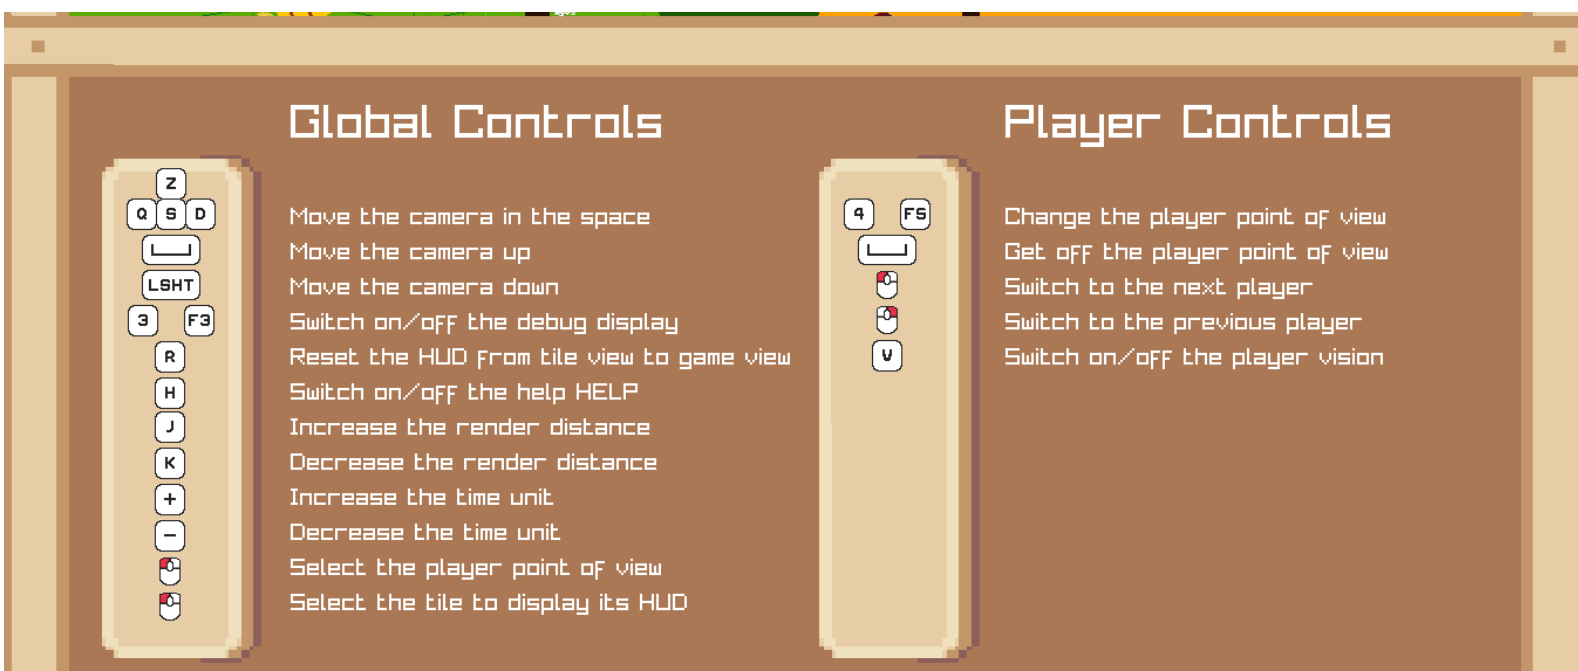 Global Controls
Z
Q S D Move the camera in the space
Move the camera up
LSHT Move the camera down
3 F3 Switch on/off the debug display
R Reset the HUD from tile view to game view
H Switch on/off the help HELP
J Increase the render distance
K Decrease the render distance
+ Increase the time unit
- Decrease the time unit
Select the player point of view
Select the tile to display its HUD
Player Controls
4 F5 Change the player point of view
Get off the player point of view
Switch to the next player
Switch to the previous player
V Switch on/off the player vision